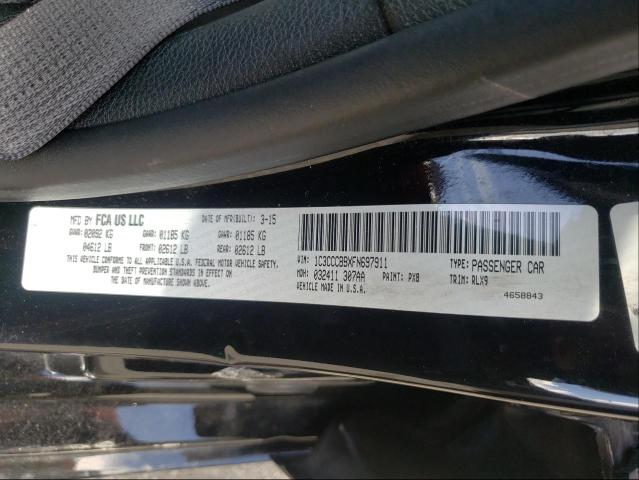 MFD BY FCA US LLC DATE OF MFR(BUILT): 3-15
GVWR: 02092 KG GAWR: 01185 KG GAWR: 01185 KG
04612 LB FRONT: 02612 LB REAR: 02612 LB
THIS VEHICLE CONFORMS TO ALL APPLICABLE U.S.A. FEDERAL MOTOR VEHICLE SAFETY,
BUMPER AND THEFT PREVENTION STANDARDS IN EFFECT ON THE
DATE OF MANUFACTURE SHOWN ABOVE.
VIN: 1C3CCCBBXFN697911 TYPE: PASSENGER CAR
MDH: 032411 307AA PAINT: PX8 TRIM: RLX9
VEHICLE MADE IN U.S.A. 4658843